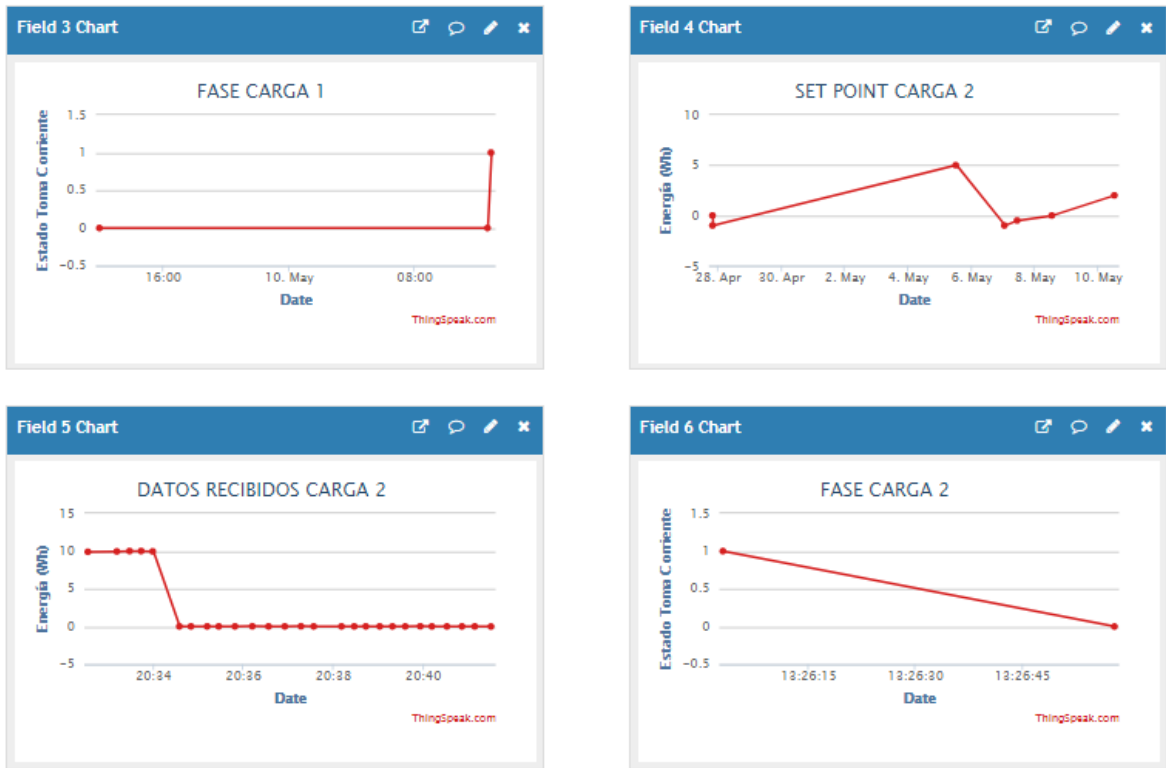 Field 3 Chart
FASE CARGA 1
Estado Toma Corriente
1.5
1
0.5
0
-0.5
16:00 10. May 08:00
Date
ThingSpeak.com
Field 4 Chart
SET POINT CARGA 2
Energía (Wh)
10
5
0
-5
28. Apr 30. Apr 2. May 4. May 6. May 8. May 10. May
Date
ThingSpeak.com
Field 5 Chart
DATOS RECIBIDOS CARGA 2
Energía (Wh)
15
10
5
0
-5
20:34 20:36 20:38 20:40
Date
ThingSpeak.com
Field 6 Chart
FASE CARGA 2
Estado Toma Corriente
1.5
1
0.5
0
-0.5
13:26:15 13:26:30 13:26:45
Date
ThingSpeak.com